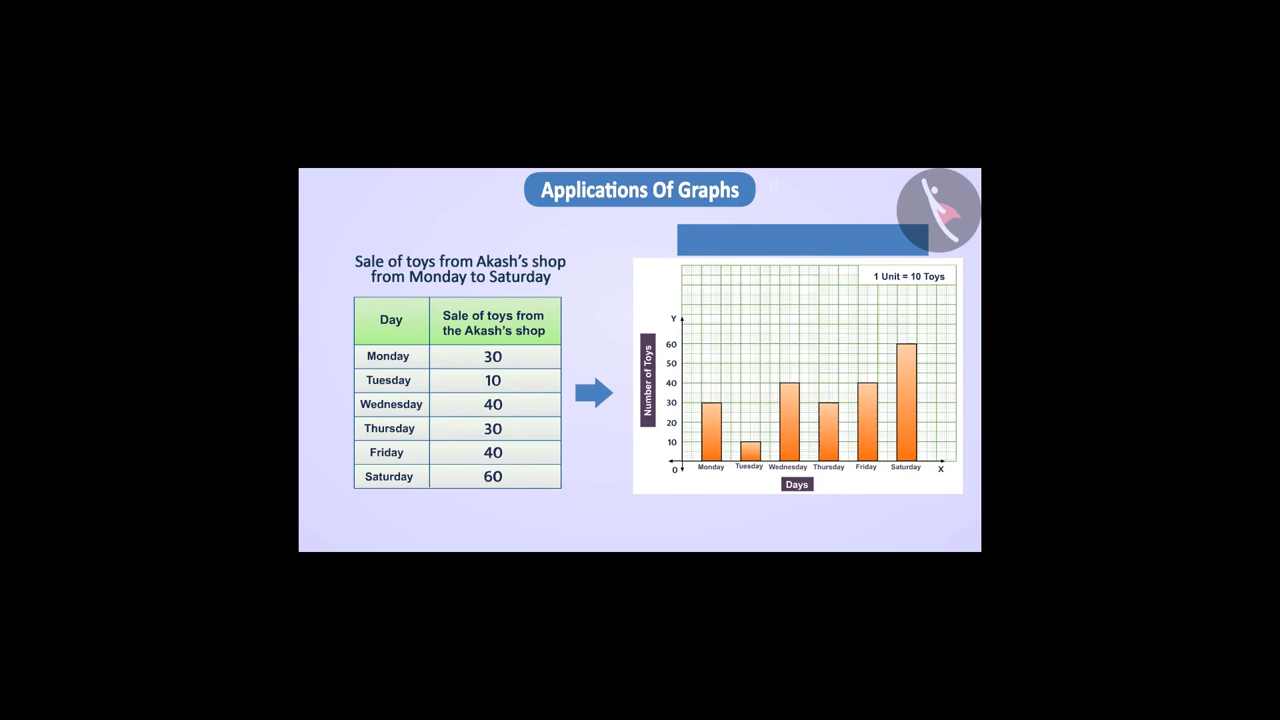 Applications Of Graphs
Sale of toys from Akash's shop
from Monday to Saturday
Day
Sale of toys from
the Akash's shop
Monday 30
Tuesday 10
Wednesday 40
Thursday 30
Friday 40
Saturday 60
1 Unit = 10 Toys
Y
60
50
40
30
20
10
0
Number of Toys
Monday Tuesday Wednesday Thursday Friday Saturday X
Days